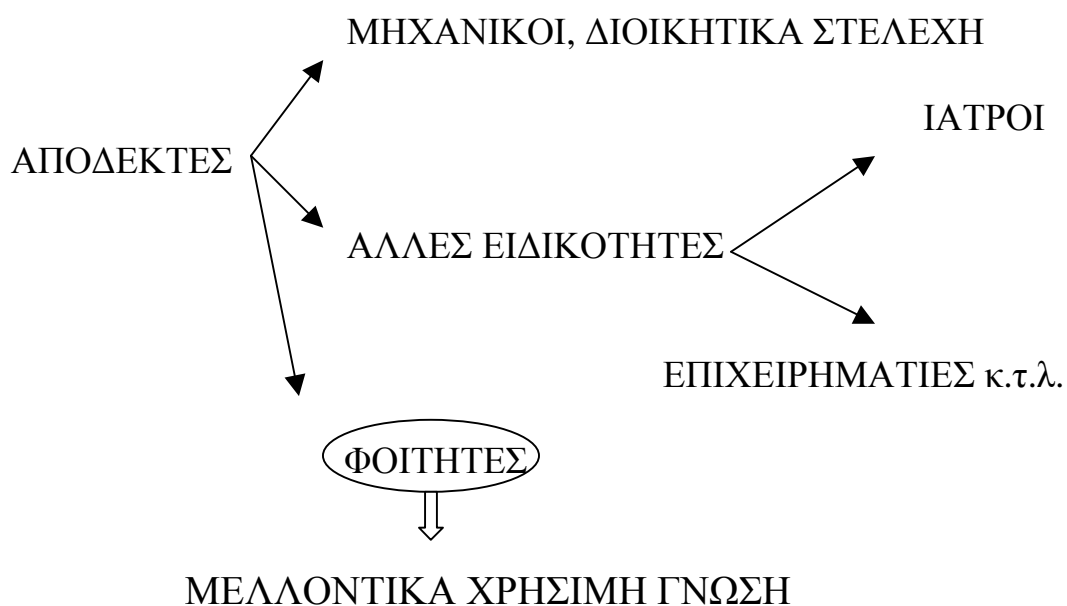 ΜΗΧΑΝΙΚΟΙ, ΔΙΟΙΚΗΤΙΚΑ ΣΤΕΛΕΧΗ
ΙΑΤΡΟΙ
ΑΠΟΔΕΚΤΕΣ
ΑΛΛΕΣ ΕΙΔΙΚΟΤΗΤΕΣ
ΕΠΙΧΕΙΡΗΜΑΤΙΕΣ κ.τ.λ.
ΦΟΙΤΗΤΕΣ
ΜΕΛΛΟΝΤΙΚΑ ΧΡΗΣΙΜΗ ΓΝΩΣΗ